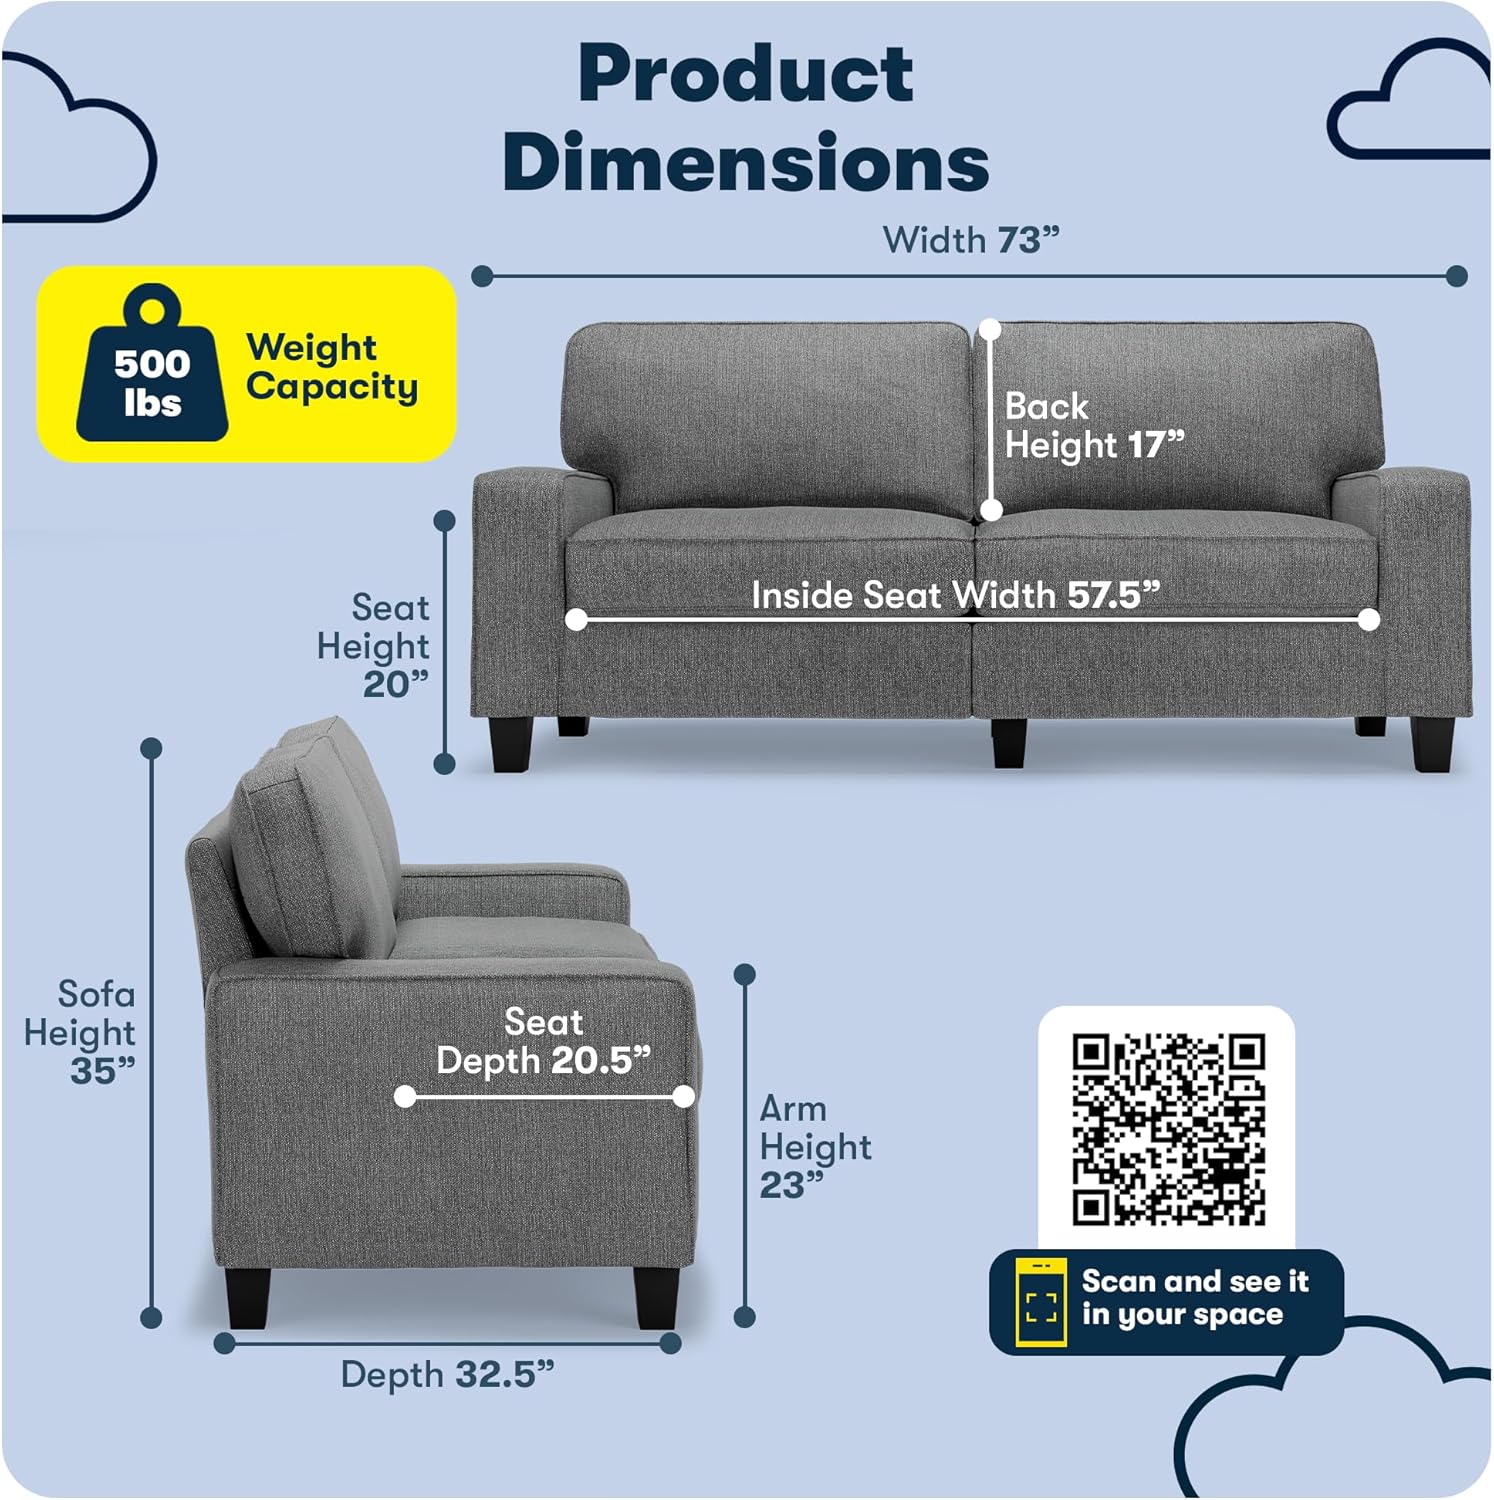 Product
Dimensions
Width 73”
500
lbs
Weight
Capacity
Back
Height 17”
Inside Seat Width 57.5”
Seat
Height
20”
Sofa
Height
35”
Seat
Depth 20.5”
Arm
Height
23”
Depth 32.5”
Scan and see it
in your space